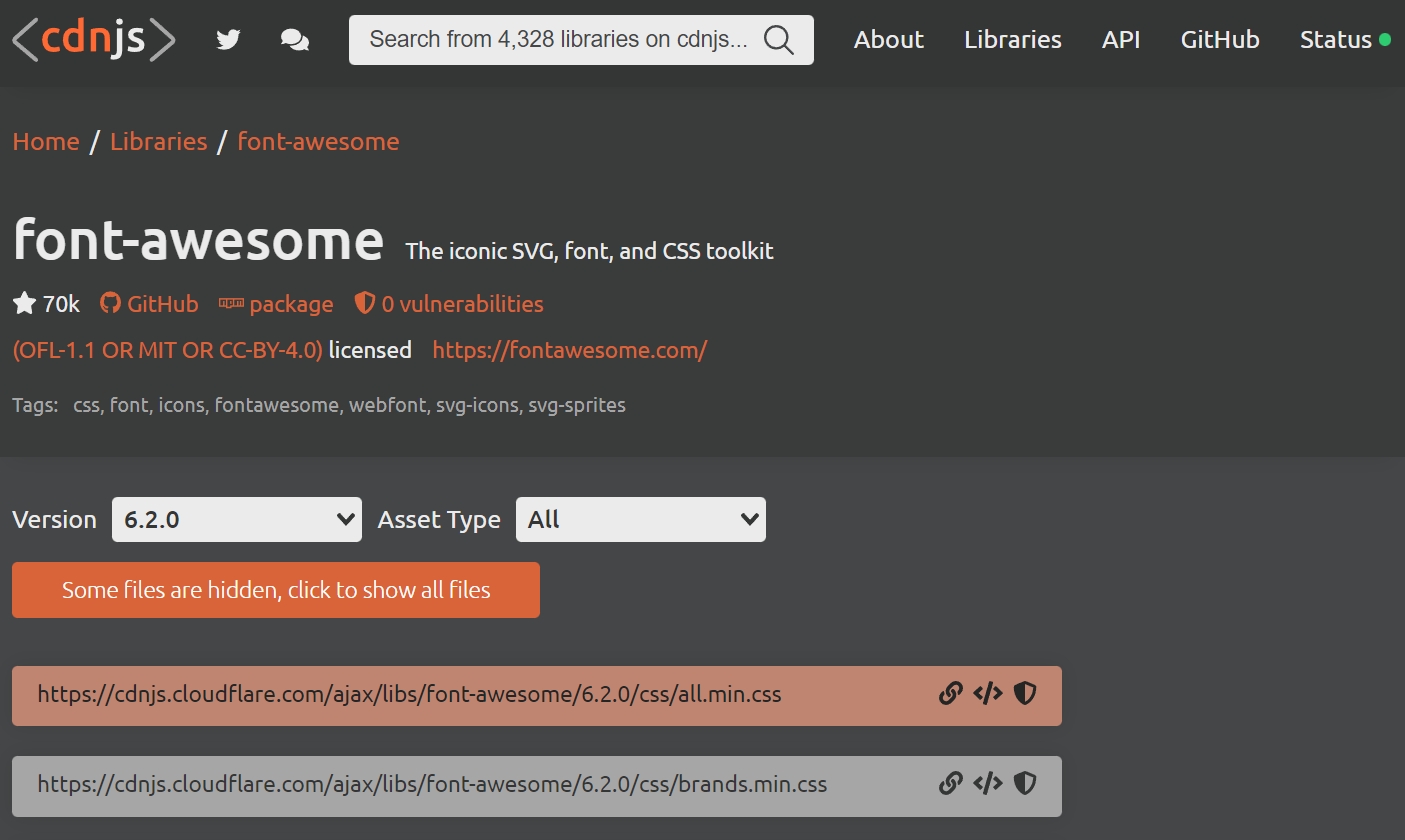 <cdnjs>
Search from 4,328 libraries on cdnjs...
About
Libraries
API
GitHub
Status
Home / Libraries / font-awesome
font-awesome
The iconic SVG, font, and CSS toolkit
70k
GitHub
npm package
0 vulnerabilities
(OFL-1.1 OR MIT OR CC-BY-4.0) licensed
https://fontawesome.com/
Tags: css, font, icons, fontawesome, webfont, svg-icons, svg-sprites
Version
6.2.0
Asset Type
All
Some files are hidden, click to show all files
https://cdnjs.cloudflare.com/ajax/libs/font-awesome/6.2.0/css/all.min.css
</>
https://cdnjs.cloudflare.com/ajax/libs/font-awesome/6.2.0/css/brands.min.css
</>